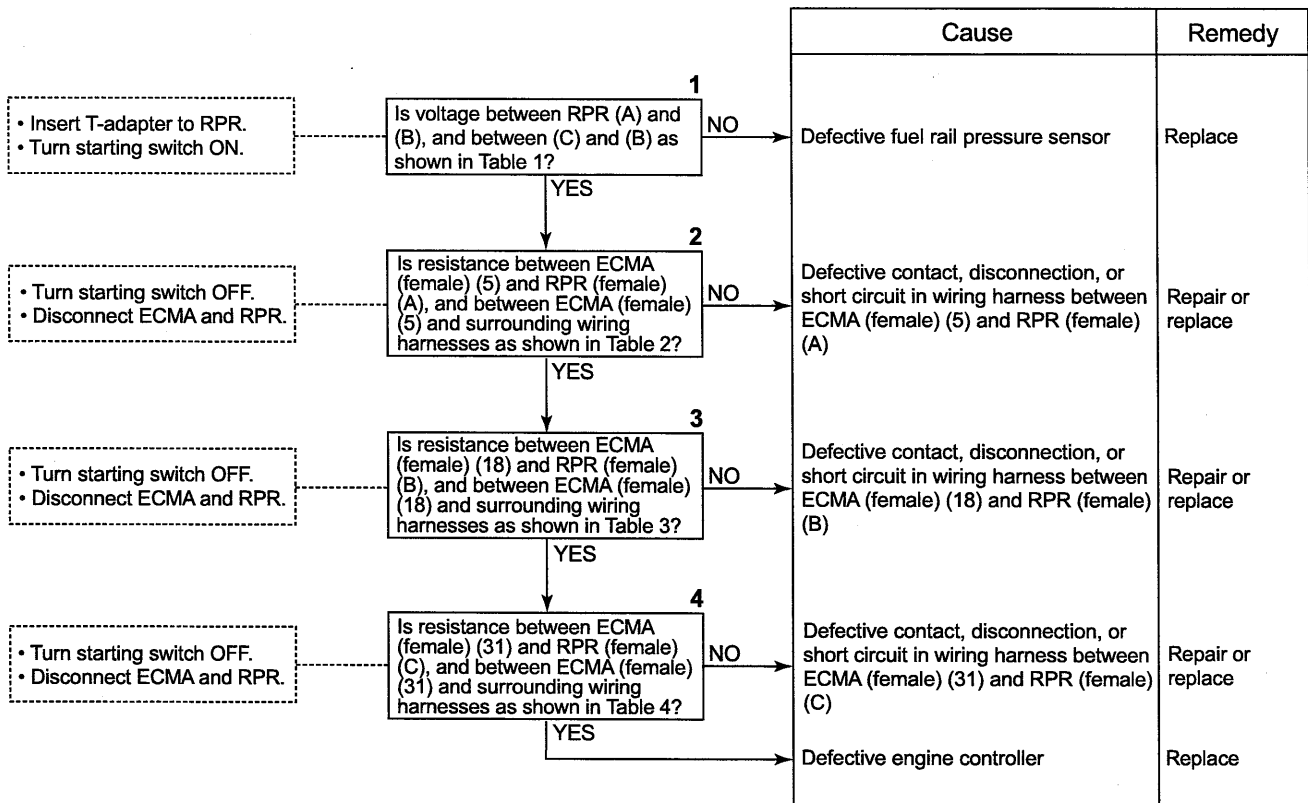 Cause
Remedy
1
• Insert T-adapter to RPR.
• Turn starting switch ON.
Is voltage between RPR (A) and
(B), and between (C) and (B) as
shown in Table 1?
NO
Defective fuel rail pressure sensor
Replace
YES
2
• Turn starting switch OFF.
• Disconnect ECMA and RPR.
Is resistance between ECMA
(female) (5) and RPR (female)
(A), and between ECMA (female)
(5) and surrounding wiring
harnesses as shown in Table 2?
NO
Defective contact, disconnection, or
short circuit in wiring harness between
ECMA (female) (5) and RPR (female)
(A)
Repair or
replace
YES
3
• Turn starting switch OFF.
• Disconnect ECMA and RPR.
Is resistance between ECMA
(female) (18) and RPR (female)
(B), and between ECMA (female)
(18) and surrounding wiring
harnesses as shown in Table 3?
NO
Defective contact, disconnection, or
short circuit in wiring harness between
ECMA (female) (18) and RPR (female)
(B)
Repair or
replace
YES
4
• Turn starting switch OFF.
• Disconnect ECMA and RPR.
Is resistance between ECMA
(female) (31) and RPR (female)
(C), and between ECMA (female)
(31) and surrounding wiring
harnesses as shown in Table 4?
NO
Defective contact, disconnection, or
short circuit in wiring harness between
ECMA (female) (31) and RPR (female)
(C)
Repair or
replace
YES
Defective engine controller
Replace